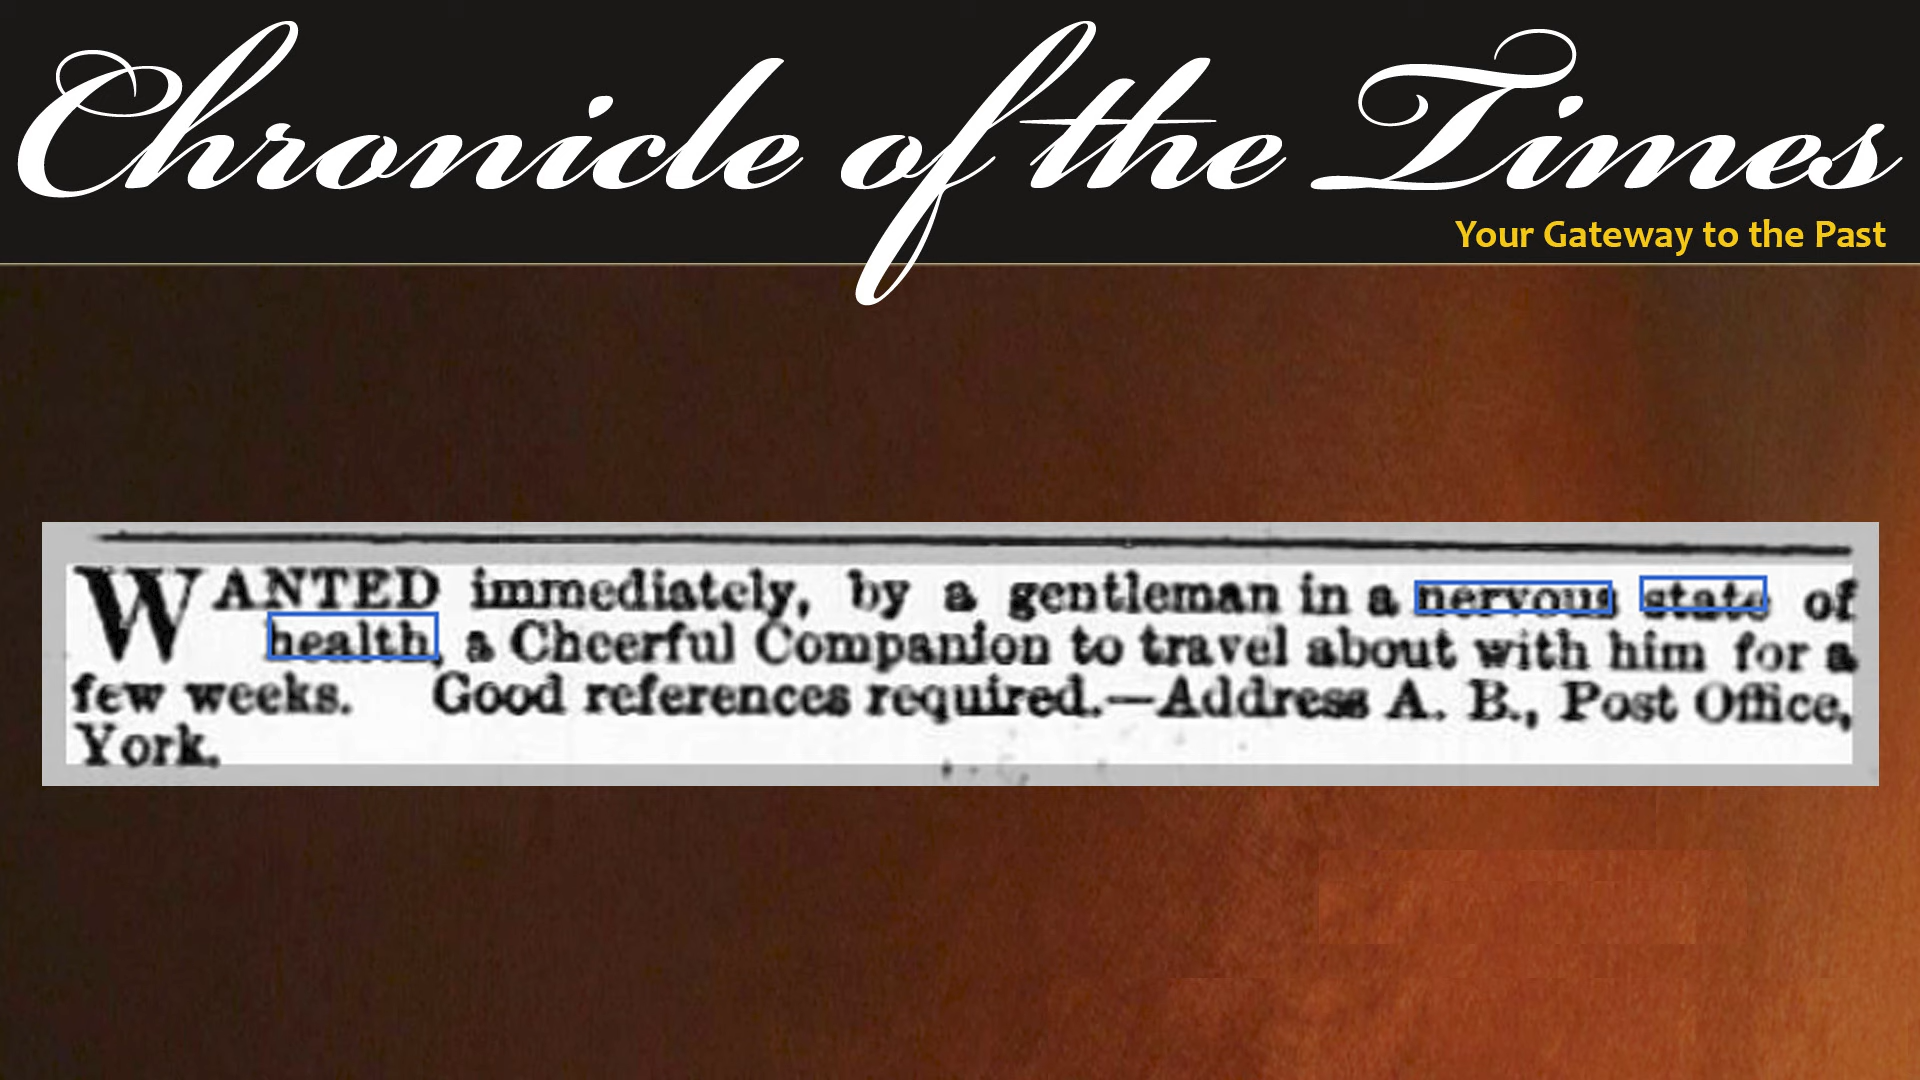 Chronicle of the Times
Your Gateway to the Past
WANTED immediately, by a gentleman in a nervous state of
health, a Cheerful Companion to travel about with him for a
few weeks. Good references required.—Address A. B., Post Office,
York.